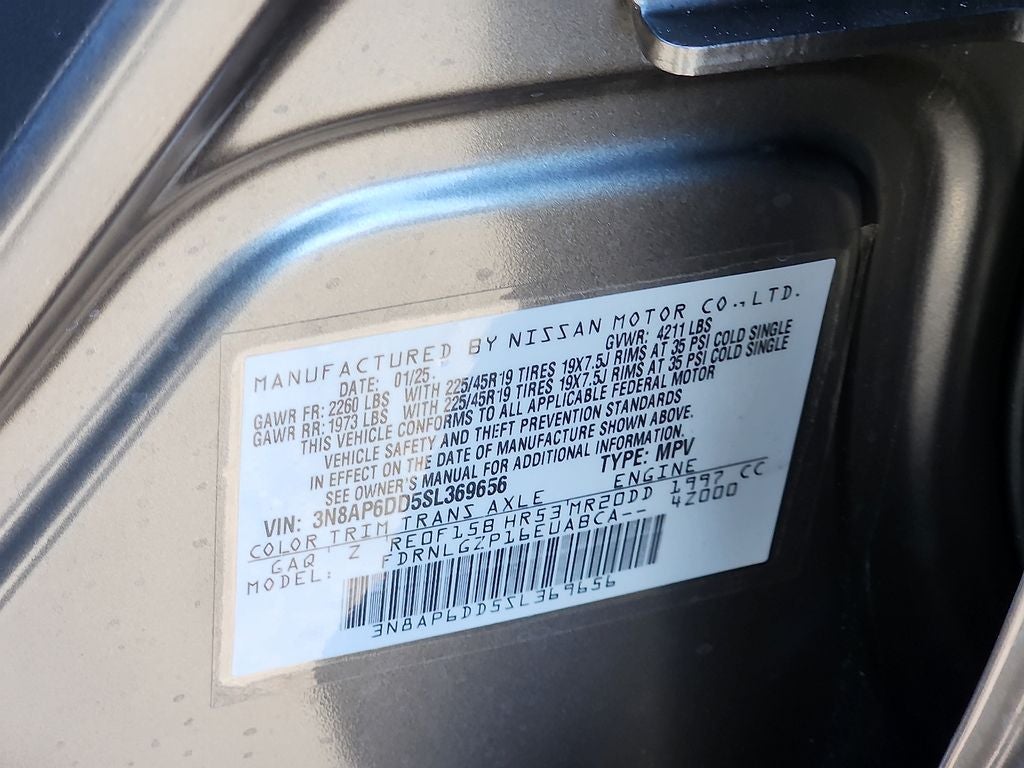 MANUFACTURED BY NISSAN MOTOR CO.,LTD.
DATE: 01/25 GVWR: 4211 LBS
GAWR FR: 2260 LBS WITH 225/45R19 TIRES 19X7.5J RIMS AT 35 PSI COLD SINGLE
GAWR RR: 1973 LBS WITH 225/45R19 TIRES 19X7.5J RIMS AT 35 PSI COLD SINGLE
THIS VEHICLE CONFORMS TO ALL APPLICABLE FEDERAL MOTOR
VEHICLE SAFETY AND THEFT PREVENTION STANDARDS
IN EFFECT ON THE DATE OF MANUFACTURE SHOWN ABOVE.
SEE OWNER'S MANUAL FOR ADDITIONAL INFORMATION.
VIN: 3N8AP6DD5SL369656 TYPE: MPV
COLOR TRIM TRANS AXLE ENGINE
GAQ Z RE0F15B HR53 MR20DD 1997 CC
MODEL: FDRNLGZP16EUABCA-- 4Z000
3N8AP6DD5SL369656